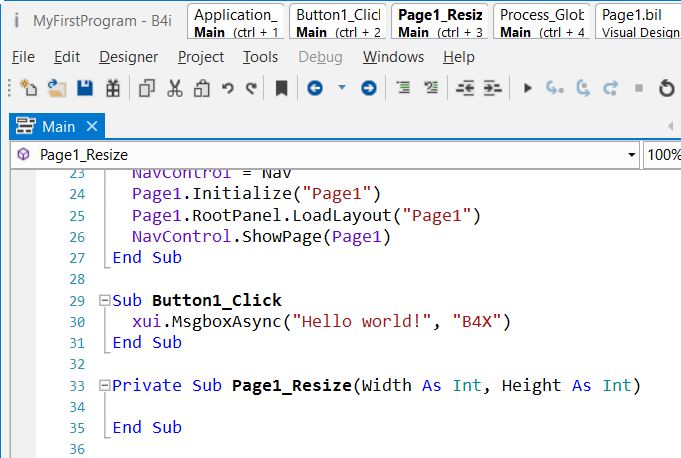 MyFirstProgram - B4i
Application_
Main (ctrl + 1
Button1_Clicl
Main (ctrl + 2
Page1_Resiz
Main (ctrl + 3
Process_Glob
Main (ctrl + 4
Page1.bil
Visual Design
File Edit Designer Project Tools Debug Windows Help
Main
Page1_Resize 100%
23 NavControl = Nav
24 Page1.Initialize("Page1")
25 Page1.RootPanel.LoadLayout("Page1")
26 NavControl.ShowPage(Page1)
27 End Sub
28
29 Sub Button1_Click
30 xui.MsgboxAsync("Hello world!", "B4X")
31 End Sub
32
33 Private Sub Page1_Resize(Width As Int, Height As Int)
34
35 End Sub
36